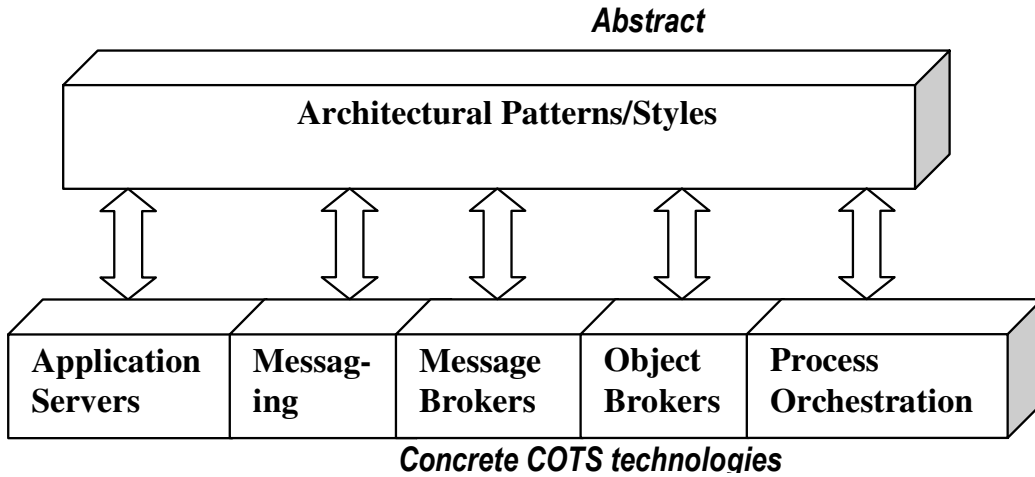 Abstract
Architectural Patterns/Styles
Application
Servers
Messag-
ing
Message
Brokers
Object
Brokers
Process
Orchestration
Concrete COTS technologies